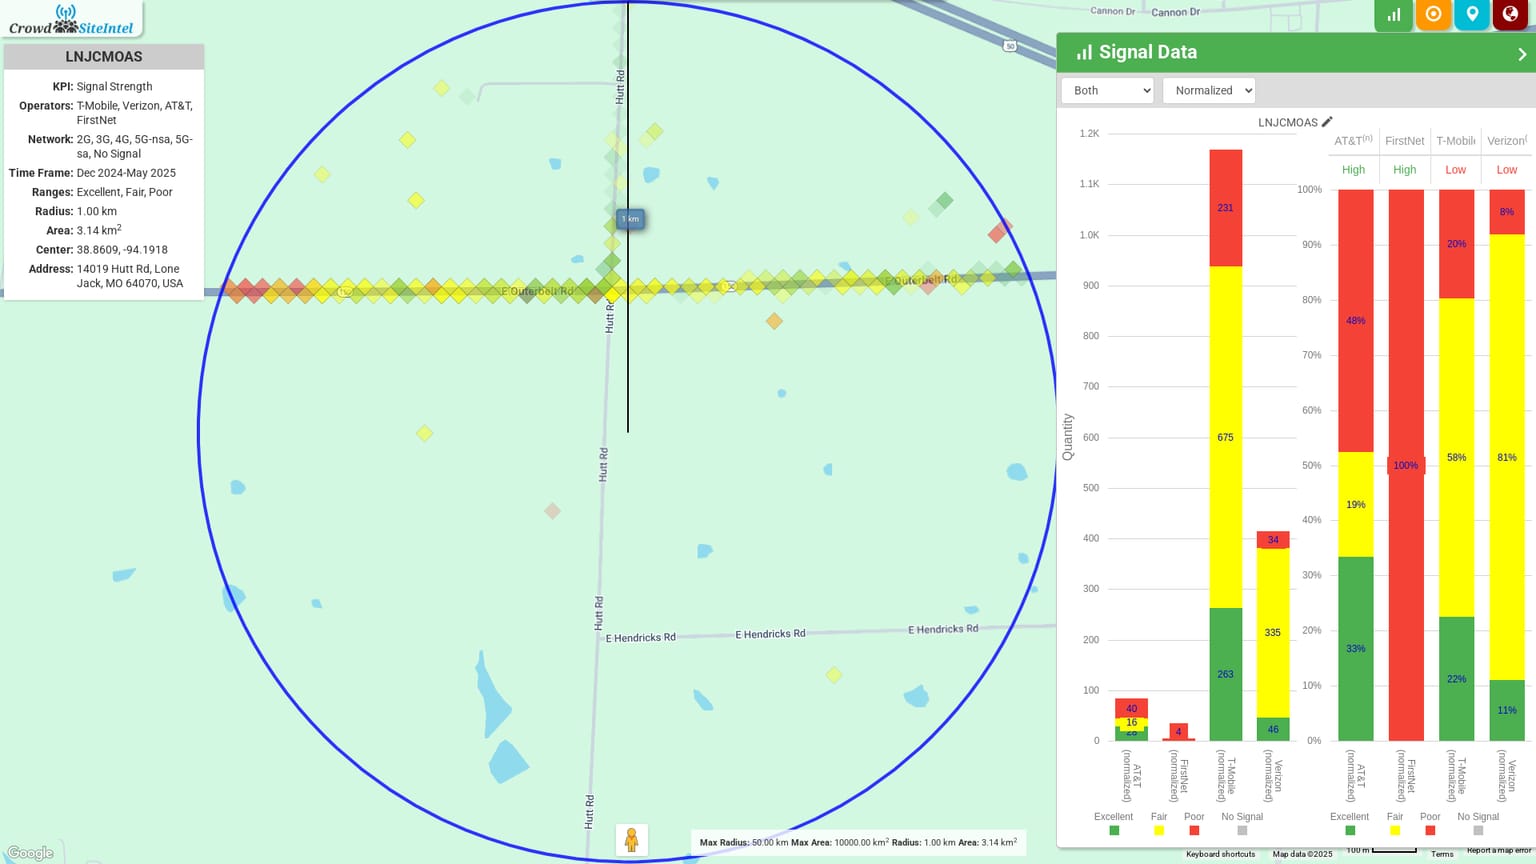 Crowd SiteIntel
LNJCMOAS
KPI: Signal Strength
Operators: T-Mobile, Verizon, AT&T,
FirstNet
Network: 2G, 3G, 4G, 5G-nsa, 5G-
sa, No Signal
Time Frame: Dec 2024-May 2025
Ranges: Excellent, Fair, Poor
Radius: 1.00 km
Area: 3.14 km2
Center: 38.8609, -94.1918
Address: 14019 Hutt Rd, Lone
Jack, MO 64070, USA
Cannon Dr
Cannon Dr
50
Hutt Rd
1 km
E Outerbelt Rd
E Outerbelt Rd
Hutt Rd
Hutt Rd
Hutt Rd
E Hendricks Rd
E Hendricks Rd
E Hendricks Rd
Hutt Rd
Google
Max Radius: 50.00 km Max Area: 10000.00 km2 Radius: 1.00 km Area: 3.14 km2
Signal Data
Both
Normalized
LNJCMOAS
Quantity
1.2K
1.1K
1.0K
900
800
700
600
500
400
300
200
100
0
40
16
28
4
231
675
263
34
335
46
AT&T
(normalized)
FirstNet
(normalized)
T-Mobile
(normalized)
Verizon
(normalized)
Excellent
Fair
Poor
No Signal
AT&T(n)
FirstNet
T-Mobile
Verizon(
High
High
Low
Low
100%
90%
80%
70%
60%
50%
40%
30%
20%
10%
0%
48%
19%
33%
100%
20%
58%
22%
8%
81%
11%
AT&T
(normalized)
FirstNet
(normalized)
T-Mobile
(normalized)
Verizon
(normalized)
Excellent
Fair
Poor
No Signal
Keyboard shortcuts
Map data ©2025
100 m
Terms
Report a map error